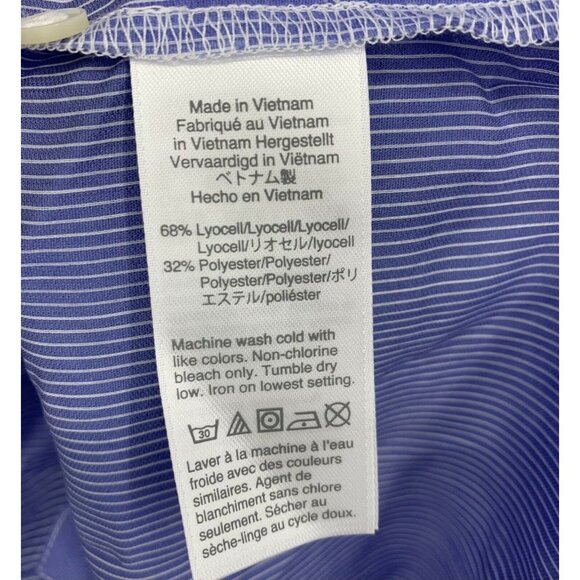 Made in Vietnam
Fabriqué au Vietnam
in Vietnam Hergestellt
Vervaardigd in Viëtnam
ベトナム製
Hecho en Vietnam
68% Lyocell/Lyocell/Lyocell/
Lyocell/リオセル/lyocell
32% Polyester/Polyester/
Polyester/Polyester/ポリ
エステル/poliéster
Machine wash cold with
like colors. Non-chlorine
bleach only. Tumble dry
low. Iron on lowest setting.
30
Laver à la machine à l'eau
froide avec des couleurs
similaires. Agent de
blanchiment sans chlore
seulement. Sécher au
sèche-linge au cycle doux.